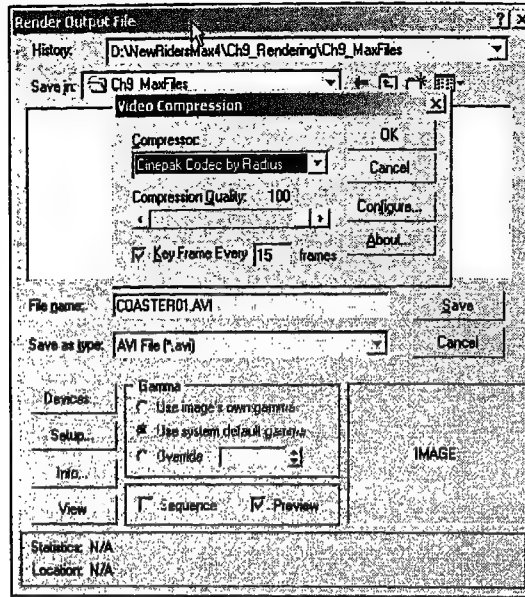 Render Output File
History: D:\NewRidersMax4\Ch9_Rendering\Ch9_MaxFiles
Save in: Ch9_MaxFiles
Video Compression
Compressor:
Cinepak Codec by Radius
OK
Cancel
Compression Quality: 100
Configure...
About...
Key Frame Every 15 frames
File name: COASTER01.AVI
Save
Save as type: AVI File (*.avi)
Cancel
Devices...
Setup...
Info...
View
Gamma
Use image's own gamma
Use system default gamma
Override
Sequence
Preview
IMAGE
Statistics: N/A
Location: N/A